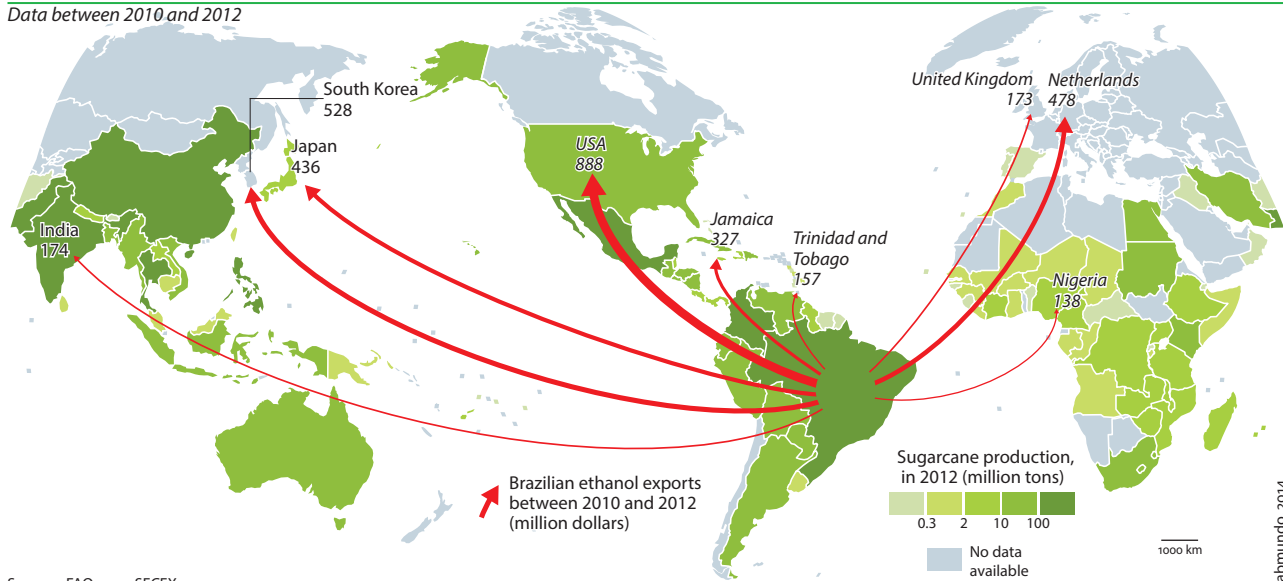 Data between 2010 and 2012
South Korea
528
Japan
436
India
174
USA
888
Jamaica
327
Trinidad and
Tobago
157
United Kingdom
173
Netherlands
478
Nigeria
138
Brazilian ethanol exports
between 2010 and 2012
(million dollars)
Sugarcane production,
in 2012 (million tons)
0.3 2 10 100
No data
available
1000 km
ahmundo, 2014